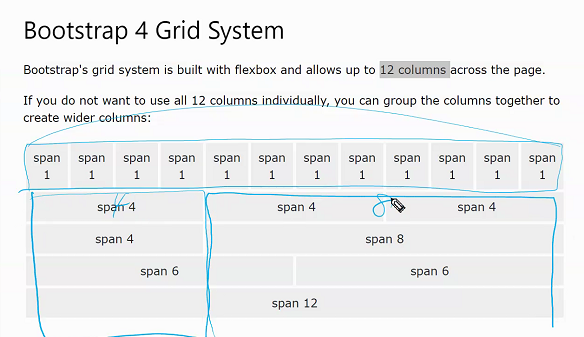 Bootstrap 4 Grid System
Bootstrap's grid system is built with flexbox and allows up to 12 columns across the page.
If you do not want to use all 12 columns individually, you can group the columns together to
create wider columns:
span span span span span span span span span span span span
1 1 1 1 1 1 1 1 1 1 1 1
span 4 span 4 span 4
span 4 span 8
span 6 span 6
span 12